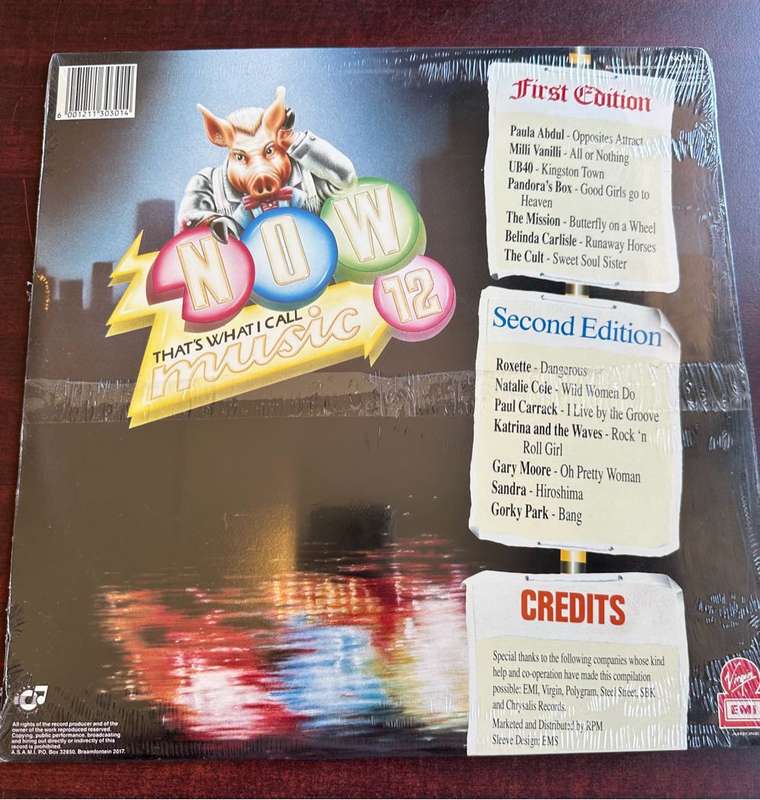 6 001211 303014
NOW
12
THAT'S WHAT I CALL
music
First Edition
Paula Abdul - Opposites Attract
Milli Vanilli - All or Nothing
UB40 - Kingston Town
Pandora's Box - Good Girls go to
Heaven
The Mission - Butterfly on a Wheel
Belinda Carlisle - Runaway Horses
The Cult - Sweet Soul Sister
Second Edition
Roxette - Dangerous
Natalie Cole - Wild Women Do
Paul Carrack - I Live by the Groove
Katrina and the Waves - Rock 'n
Roll Girl
Gary Moore - Oh Pretty Woman
Sandra - Hiroshima
Gorky Park - Bang
CREDITS
Special thanks to the following companies whose kind
help and co-operation have made this compilation
possible: EMI, Virgin, Polygram, Steel Street, SBK
and Chrysalis Records.
Marketed and Distributed by RPM
Sleeve Design: EMS
All rights of the record producer and of the
owner of the work reproduced reserved.
Copying, public performance, broadcasting
and hiring out directly or indirectly of this
record is prohibited.
A.S.A.M.I. P.O. Box 32850, Braamfontein 2017.
Virgin
EMI